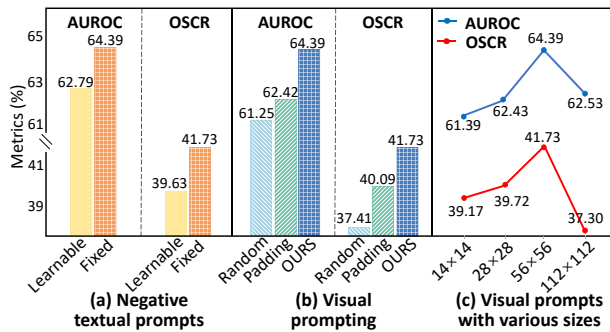 Metrics (%)
65
63
61
41
39
AUROC
OSCR
62.79
64.39
39.63
41.73
Learnable
Fixed
Learnable
Fixed
(a) Negative
textual prompts
AUROC
OSCR
61.25
62.42
64.39
37.41
40.09
41.73
Random
Padding
OURS
Random
Padding
OURS
(b) Visual
prompting
AUROC
OSCR
61.39
62.43
64.39
62.53
39.17
39.72
41.73
37.30
14×14
28×28
56×56
112×112
(c) Visual prompts
with various sizes